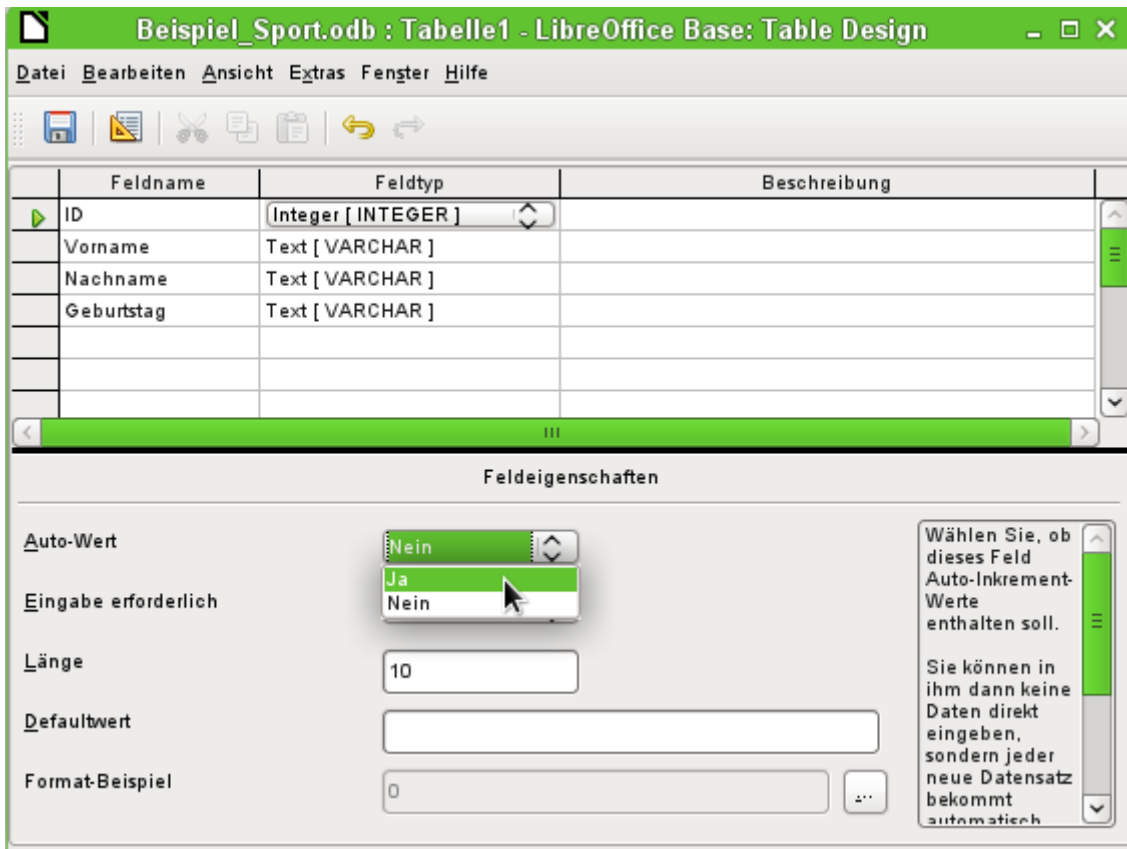 Beispiel_Sport.odb : Tabelle1 - LibreOffice Base: Table Design
Datei Bearbeiten Ansicht Extras Fenster Hilfe
Feldname Feldtyp Beschreibung
ID Integer [ INTEGER ]
Vorname Text [ VARCHAR ]
Nachname Text [ VARCHAR ]
Geburtstag Text [ VARCHAR ]
Feldeigenschaften
Auto-Wert Nein
Ja
Nein
Eingabe erforderlich
Länge 10
Defaultwert
Format-Beispiel 0 ...
Wählen Sie, ob
dieses Feld
Auto-Inkrement-
Werte
enthalten soll.
Sie können in
ihm dann keine
Daten direkt
eingeben,
sondern jeder
neue Datensatz
bekommt
automatisch